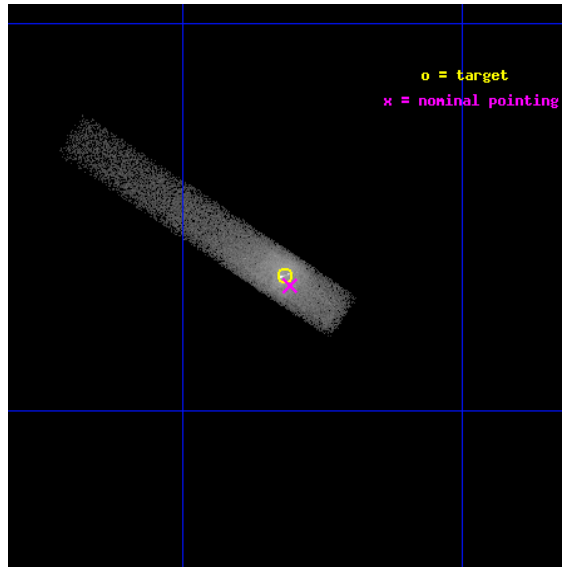 o = target
x = nominal pointing